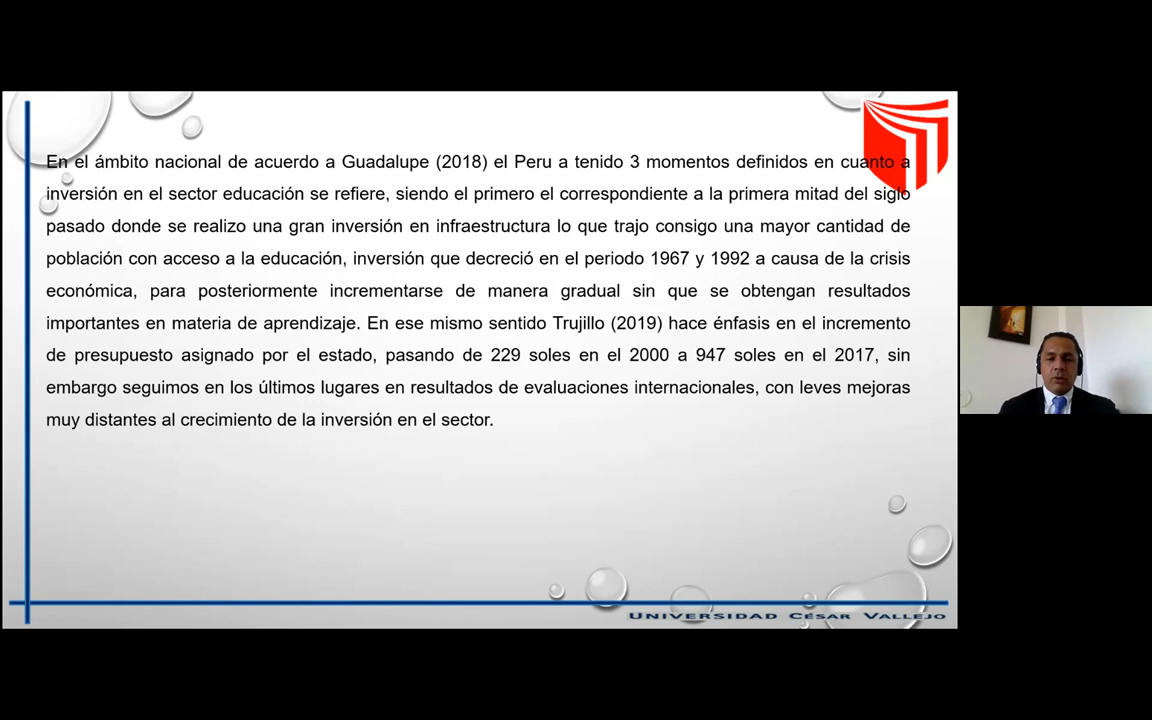 En el ámbito nacional de acuerdo a Guadalupe (2018) el Peru a tenido 3 momentos definidos en cuanto a
inversión en el sector educación se refiere, siendo el primero el correspondiente a la primera mitad del siglo
pasado donde se realizo una gran inversión en infraestructura lo que trajo consigo una mayor cantidad de
población con acceso a la educación, inversión que decreció en el periodo 1967 y 1992 a causa de la crisis
económica, para posteriormente incrementarse de manera gradual sin que se obtengan resultados
importantes en materia de aprendizaje. En ese mismo sentido Trujillo (2019) hace énfasis en el incremento
de presupuesto asignado por el estado, pasando de 229 soles en el 2000 a 947 soles en el 2017, sin
embargo seguimos en los últimos lugares en resultados de evaluaciones internacionales, con leves mejoras
muy distantes al crecimiento de la inversión en el sector.
UNIVERSIDAD CÉSAR VALLEJO